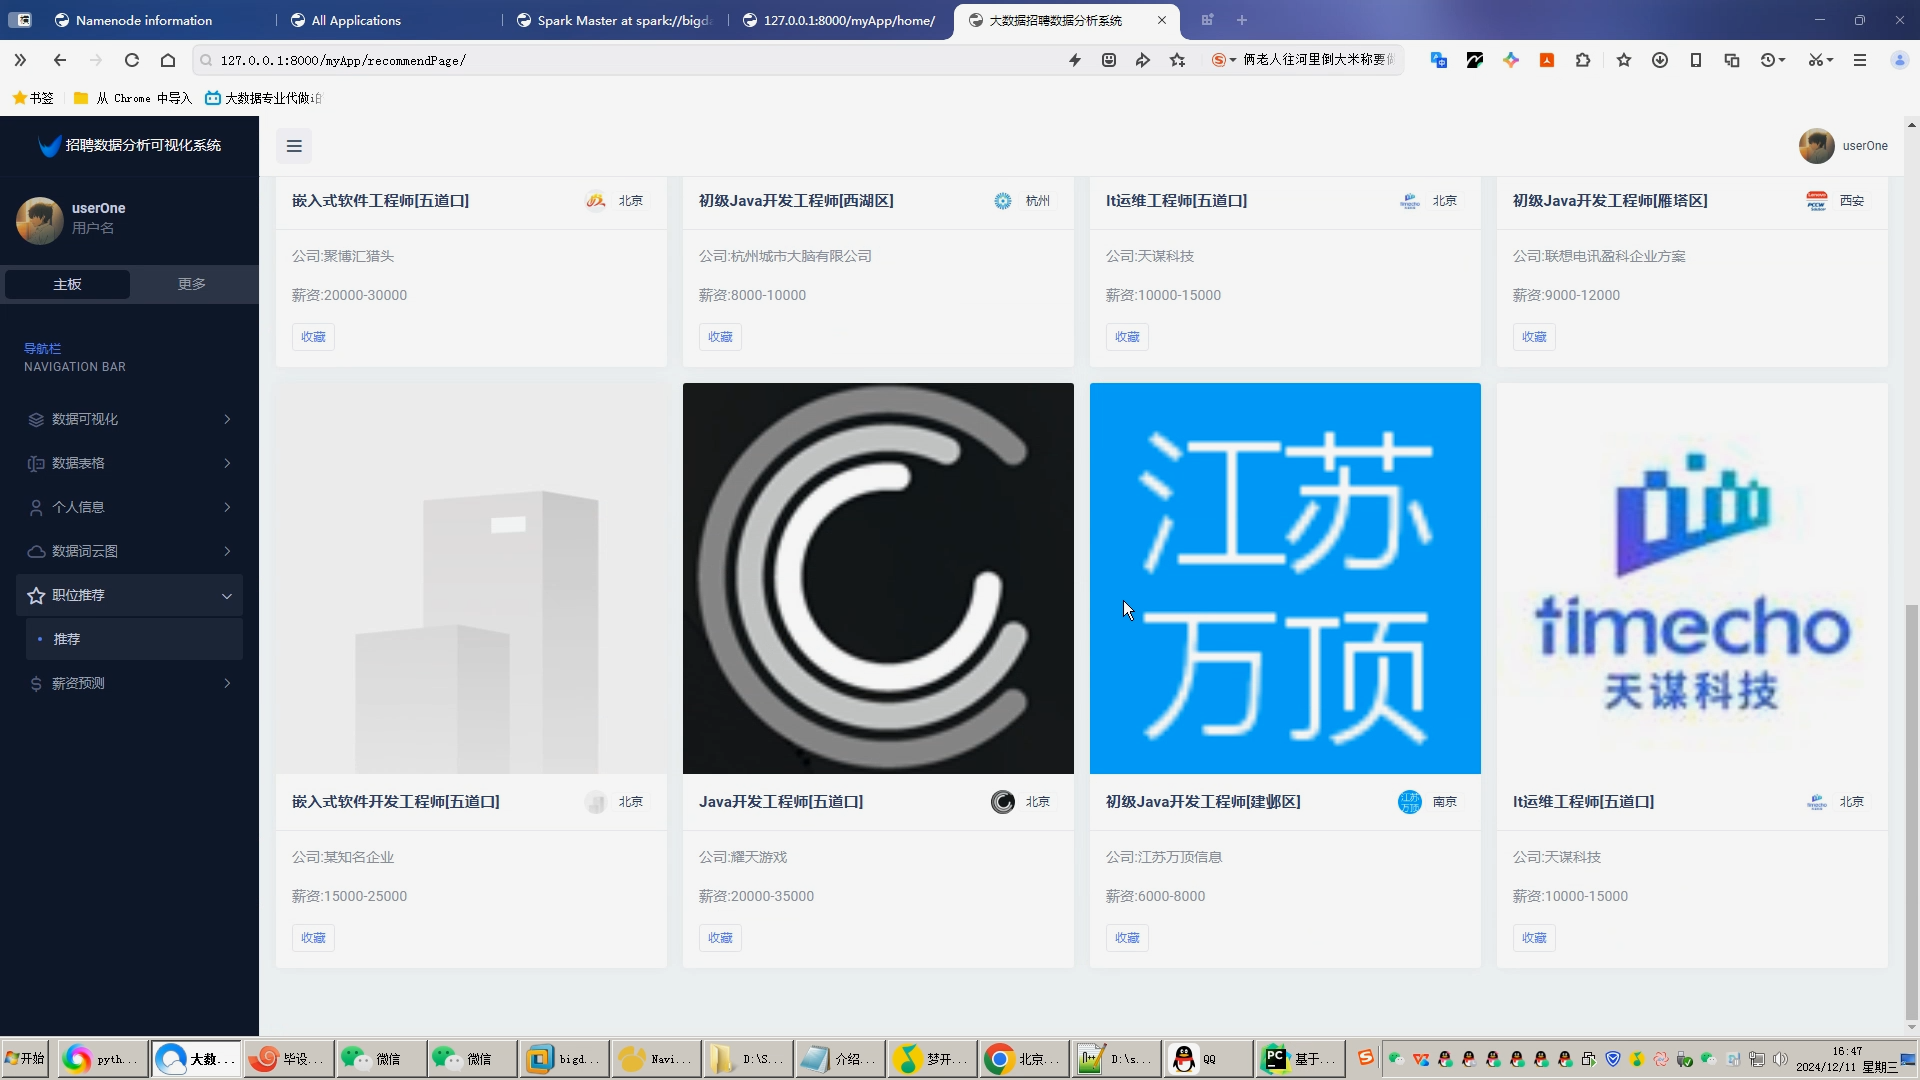 Namenode information
All Applications
Spark Master at spark://bigda
127.0.0.1:8000/myApp/home/
大数据招聘数据分析系统
127.0.0.1:8000/myApp/recommendPage/
俩老人往河里倒大米称要
书签
从 Chrome 中导入
大数据专业代做
招聘数据分析可视化系统
userOne
userOne
用户名
主板
更多
导航栏
NAVIGATION BAR
数据可视化
数据表格
个人信息
数据词云图
职位推荐
推荐
薪资预测
嵌入式软件工程师[五道口]
北京
初级Java开发工程师[西湖区]
杭州
It运维工程师[五道口]
北京
初级Java开发工程师[雁塔区]
西安
公司:聚博汇猎头
公司:杭州城市大脑有限公司
公司:天谋科技
公司:联想电讯盈科企业方案
薪资:20000-30000
薪资:8000-10000
薪资:10000-15000
薪资:9000-12000
收藏
收藏
收藏
收藏
江苏
万顶
timecho
天谋科技
嵌入式软件开发工程师[五道口]
北京
Java开发工程师[五道口]
北京
初级Java开发工程师[建邺区]
江苏
万顶
南京
It运维工程师[五道口]
北京
公司:某知名企业
公司:耀天游戏
公司:江苏万顶信息
公司:天谋科技
薪资:15000-25000
薪资:20000-35000
薪资:6000-8000
薪资:10000-15000
收藏
收藏
收藏
收藏
开始
pyth...
大数...
毕设...
微信
微信
bigd...
Navi...
D:\S...
介绍...
梦开...
北京...
D:\s...
QQ
基于...
16:47
2024/12/11 星期三